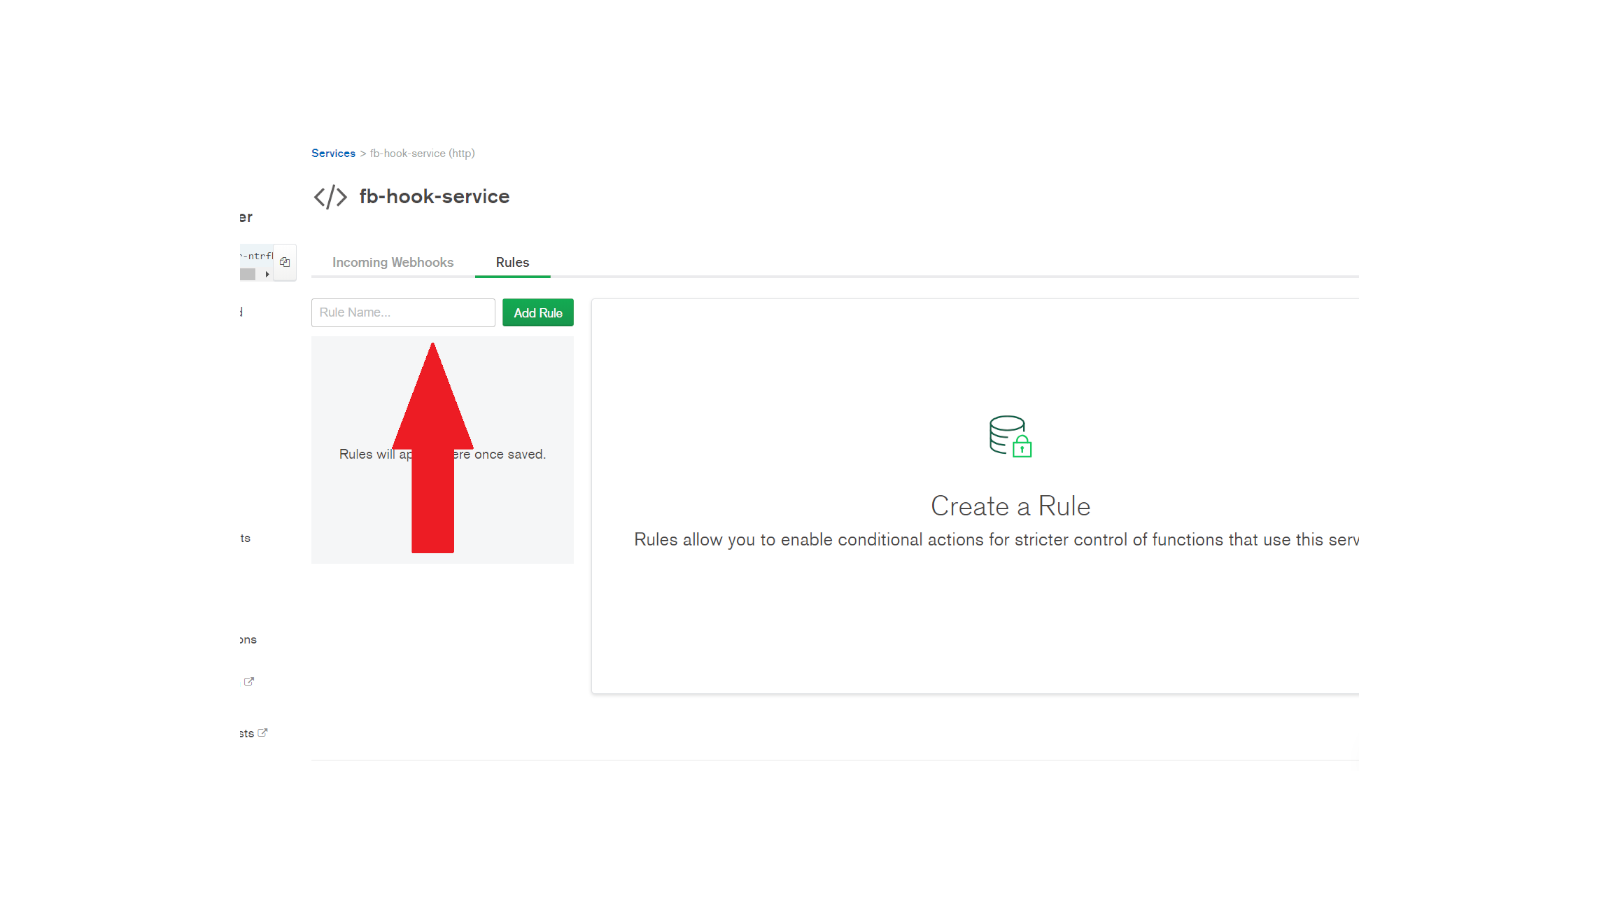 Services > fb-hook-service (http)
</> fb-hook-service
er
-ntrfl
Incoming Webhooks Rules
Rule Name... Add Rule
Rules will ap ere once saved.
Create a Rule
Rules allow you to enable conditional actions for stricter control of functions that use this serv
ts
ons
sts